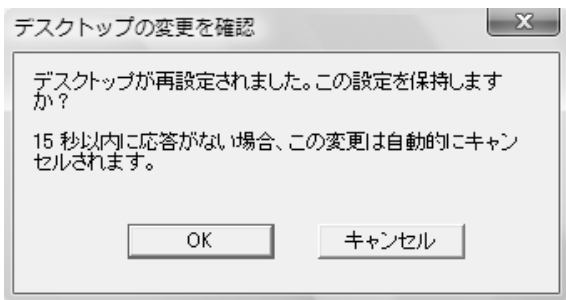 デスクトップの変更を確認
デスクトップが再設定されました。この設定を保持します
か？
15 秒以内に応答がない場合、この変更は自動的にキャン
セルされます。
OK
キャンセル